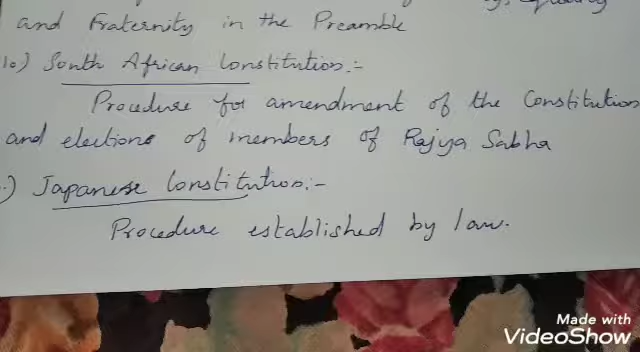 and Fraternity in the Preamble
10.) South African Constitution:-
Procedure for amendment of the Constitution
and elections of members of Rajya Sabha
.) Japanese Constitution:-
Procedure established by law.
Made with
VideoShow